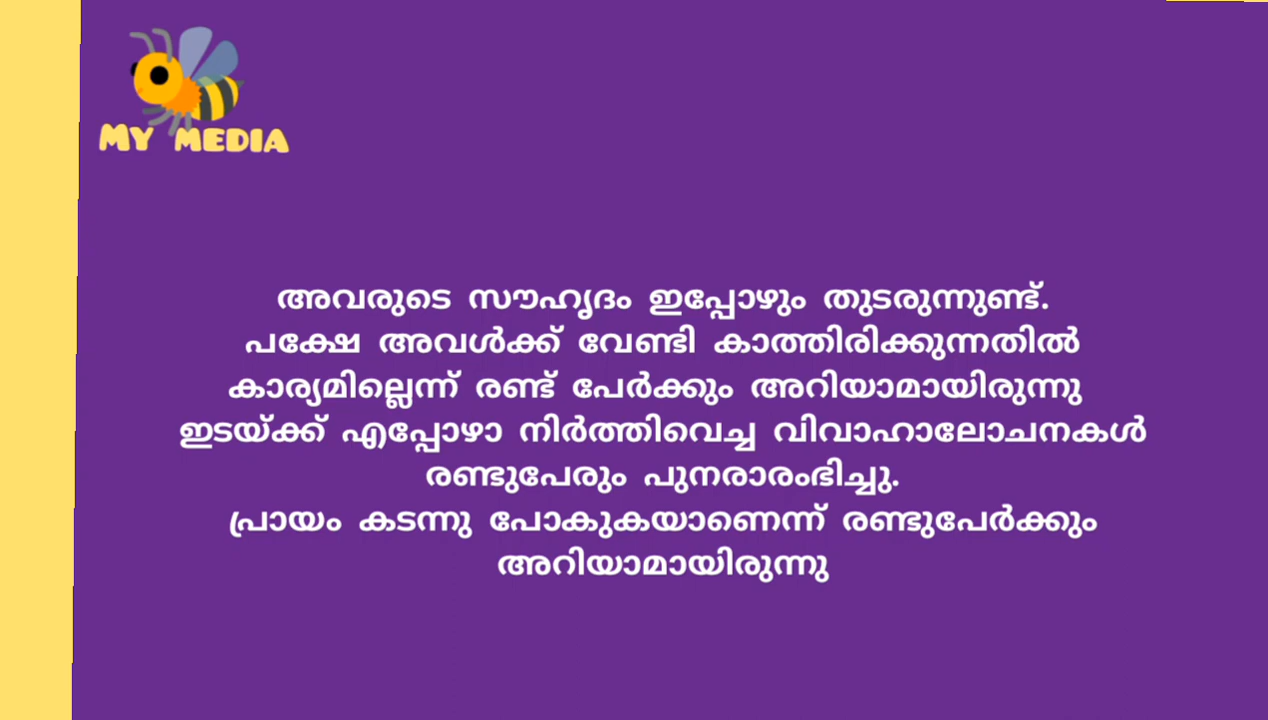 MY MEDIA
അവരുടെ സൗഹൃദം ഇപ്പോഴും തുടരുന്നുണ്ട്.
പക്ഷേ അവൾക്ക് വേണ്ടി കാത്തിരിക്കുന്നതിൽ
കാര്യമില്ലെന്ന് രണ്ട് പേർക്കും അറിയാമായിരുന്നു
ഇടയ്ക്ക് എപ്പോഴാ നിർത്തിവെച്ച വിവാഹാലോചനകൾ
രണ്ടുപേരും പുനരാരംഭിച്ചു.
പ്രായം കടന്നു പോകുകയാണെന്ന് രണ്ടുപേർക്കും
അറിയാമായിരുന്നു